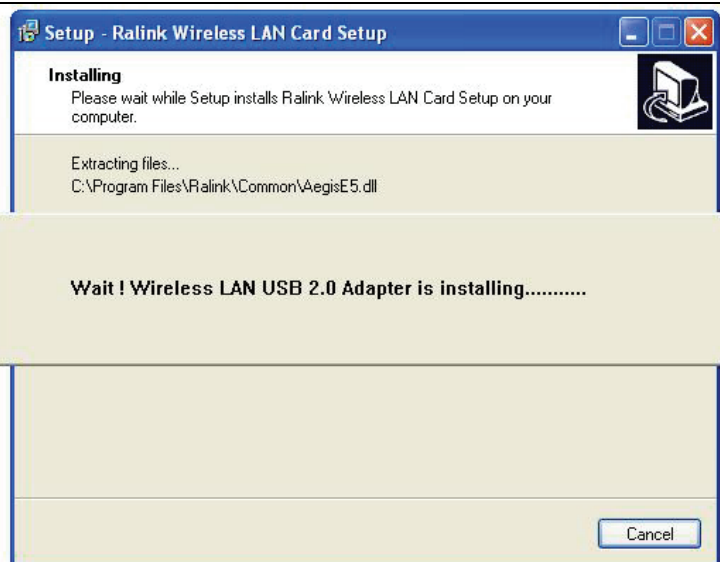 Setup - Ralink Wireless LAN Card Setup
Installing
Please wait while Setup installs Ralink Wireless LAN Card Setup on your
computer.
Extracting files...
C:\Program Files\Ralink\Common\AegisE5.dll
Wait ! Wireless LAN USB 2.0 Adapter is installing...........
Cancel